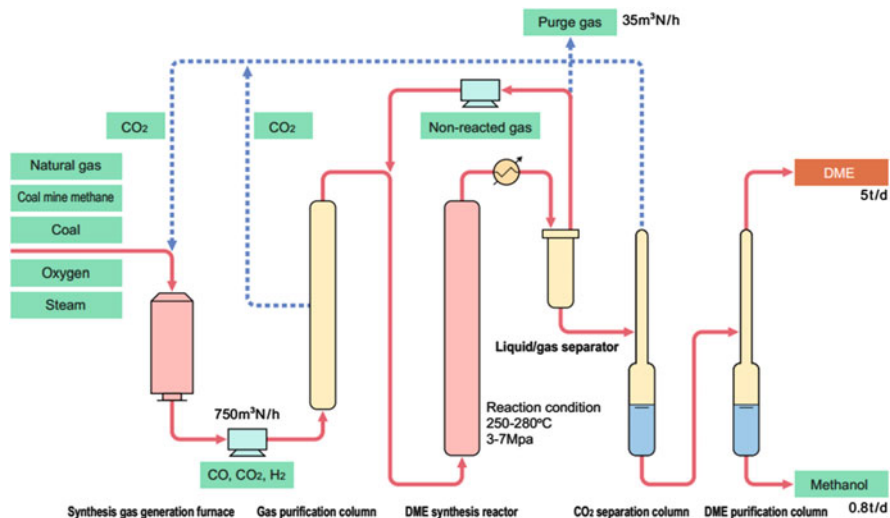 Purge gas
35m³N/h
CO2
CO2
Non-reacted gas
Natural gas
Coal mine methane
Coal
Oxygen
Steam
DME
5t/d
Liquid/gas separator
Reaction condition
250-280ºC
3-7Mpa
750m³N/h
CO, CO2, H2
Methanol
0.8t/d
Synthesis gas generation furnace
Gas purification column
DME synthesis reactor
CO2 separation column
DME purification column